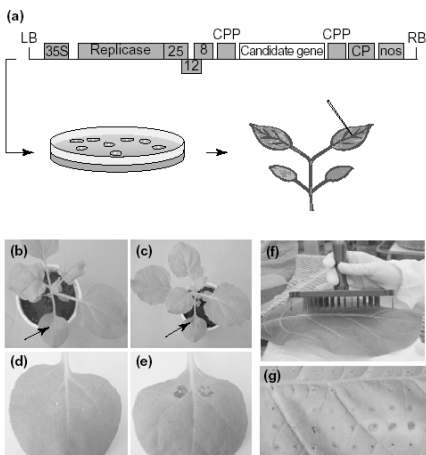 (a)
CPP CPP
LB RB
35S Replicase 25 8 Candidate gene CP nos
12
(b) (c) (f)
(d) (e) (g)